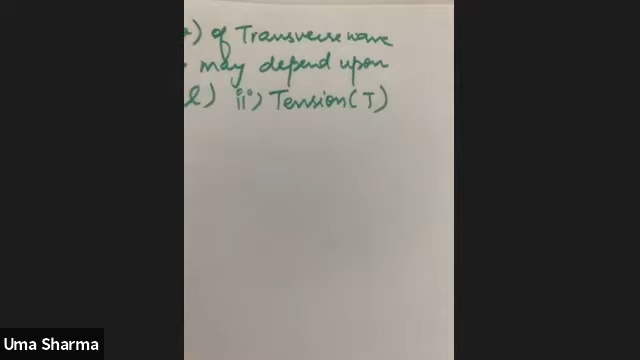 ) of Transverse wave
may depend upon
l) ii) Tension (T)
Uma Sharma